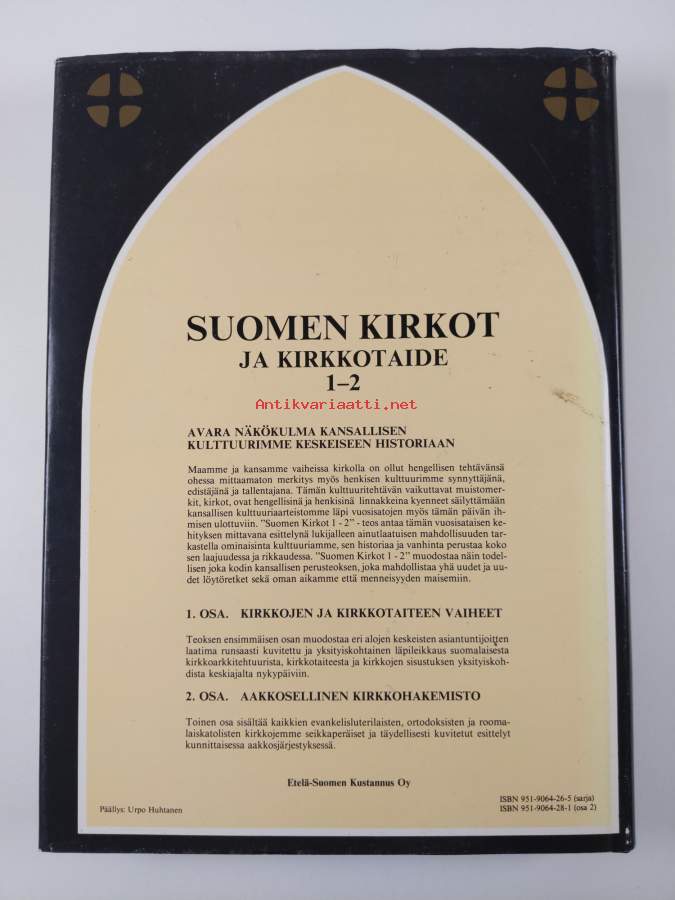 SUOMEN KIRKOT
JA KIRKKOTAIDE
1–2
Antikvariaatti.net
AVARA NÄKÖKULMA KANSALLISEN
KULTTUURIMME KESKEISEEN HISTORIAAN
Maamme ja kansamme vaiheissa kirkolla on ollut hengellisen tehtävänsä
ohessa mittaamaton merkitys myös henkisen kulttuurimme synnyttäjänä,
edistäjänä ja tallentajana. Tämän kulttuuritehtävän vaikuttavat muistomer-
kit, kirkot, ovat hengellisinä ja henkisinä linnakkeina kyenneet säilyttämään
kansallisen kulttuuriaarteistomme läpi vuosisatojen myös tämän päivän ih-
misen ulottuviin. "Suomen Kirkot 1 - 2" - teos antaa tämän vuosisataisen ke-
hityksen mittavana esittelynä lukijalleen ainutlaatuisen mahdollisuuden tar-
kastella ominaisinta kulttuuriamme, sen historiaa ja vanhinta perustaa koko
sen laajuudessa ja rikkaudessa. "Suomen Kirkot 1 - 2" muodostaa näin todel-
lisen joka kodin kansallisen perusteoksen, joka mahdollistaa yhä uudet ja uu-
det löytöretket sekä oman aikamme että menneisyyden maisemiin.
1. OSA. KIRKKOJEN JA KIRKKOTAITEEN VAIHEET
Teoksen ensimmäisen osan muodostaa eri alojen keskeisten asiantuntijoitten
laatima runsaasti kuvitettu ja yksityiskohtainen läpileikkaus suomalaisesta
kirkkoarkkitehtuurista, kirkkotaiteesta ja kirkkojen sisustuksen yksityiskoh-
dista keskiajalta nykypäiviin.
2. OSA. AAKKOSELLINEN KIRKKOHAKEMISTO
Toinen osa sisältää kaikkien evankelisluterilaisten, ortodoksisten ja rooma-
laiskatolisten kirkkojemme seikkaperäiset ja täydellisesti kuvitetut esittelyt
kunnittaisessa aakkosjärjestyksessä.
Etelä-Suomen Kustannus Oy
Päällys: Urpo Huhtanen
ISBN 951-9064-26-5 (sarja)
ISBN 951-9064-28-1 (osa 2)